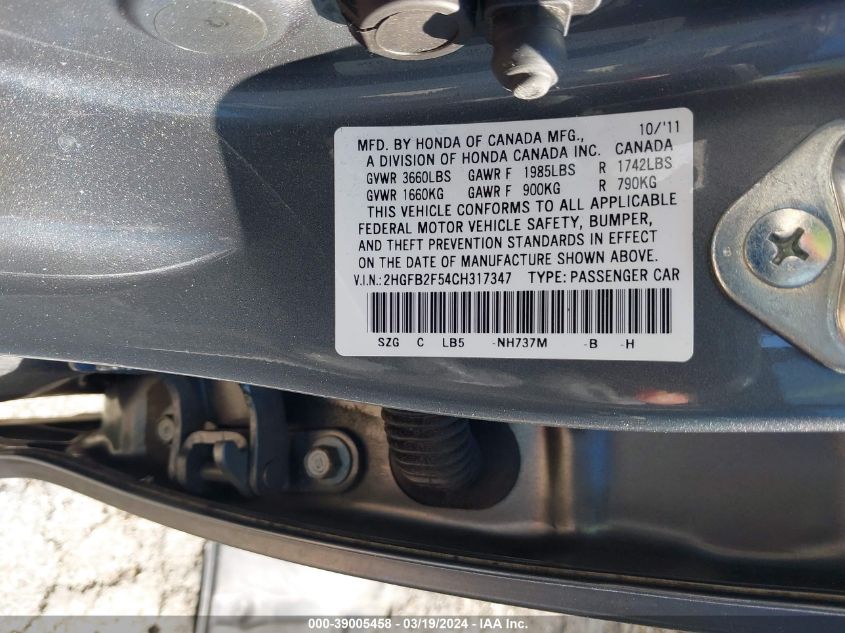 10/'11
MFD. BY HONDA OF CANADA MFG.,
A DIVISION OF HONDA CANADA INC. CANADA
GVWR 3660LBS GAWR F 1985LBS R 1742LBS
GVWR 1660KG GAWR F 900KG R 790KG
THIS VEHICLE CONFORMS TO ALL APPLICABLE
FEDERAL MOTOR VEHICLE SAFETY, BUMPER,
AND THEFT PREVENTION STANDARDS IN EFFECT
ON THE DATE OF MANUFACTURE SHOWN ABOVE.
V.I.N.: 2HGFB2F54CH317347 TYPE: PASSENGER CAR
SZG C LB5 -NH737M -B -H
000-39005458 - 03/19/2024 - IAA Inc.